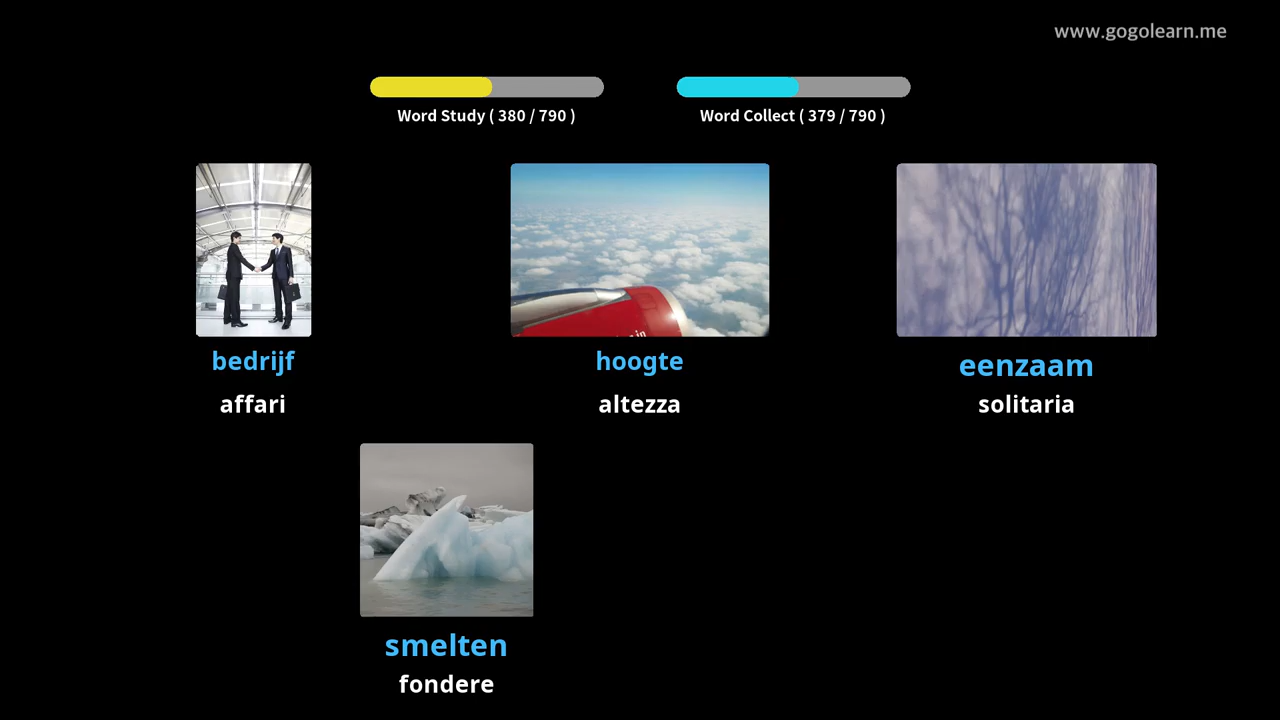 www.gogolearn.me
Word Study ( 380 / 790 )
Word Collect ( 379 / 790 )
bedrijf
affari
hoogte
altezza
eenzaam
solitaria
smelten
fondere